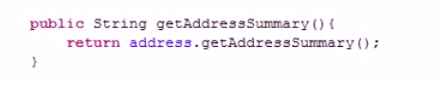 public String getAddressSummary(){
    return address.getAddressSummary();
}